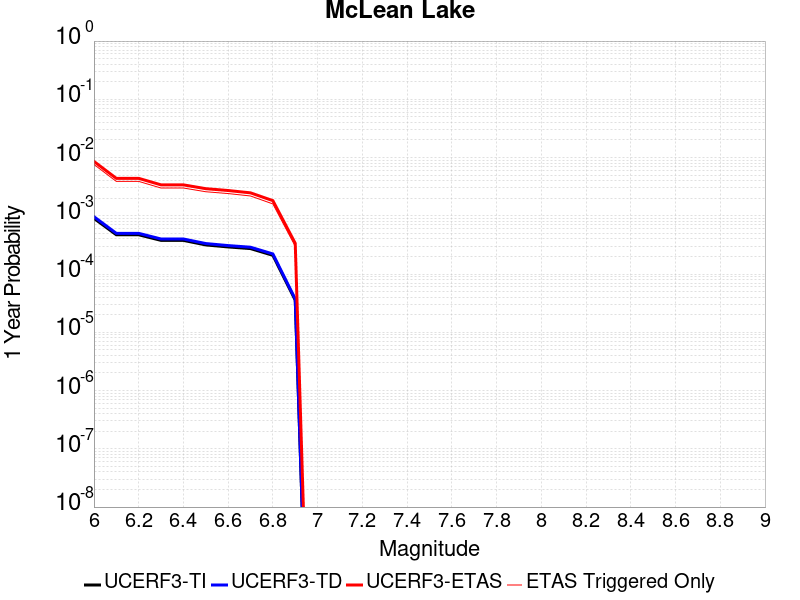 McLean Lake
10^0
10^-1
10^-2
10^-3
10^-4
10^-5
10^-6
10^-7
10^-8
1 Year Probability
6 6.2 6.4 6.6 6.8 7 7.2 7.4 7.6 7.8 8 8.2 8.4 8.6 8.8 9
Magnitude
UCERF3-TI UCERF3-TD UCERF3-ETAS ETAS Triggered Only